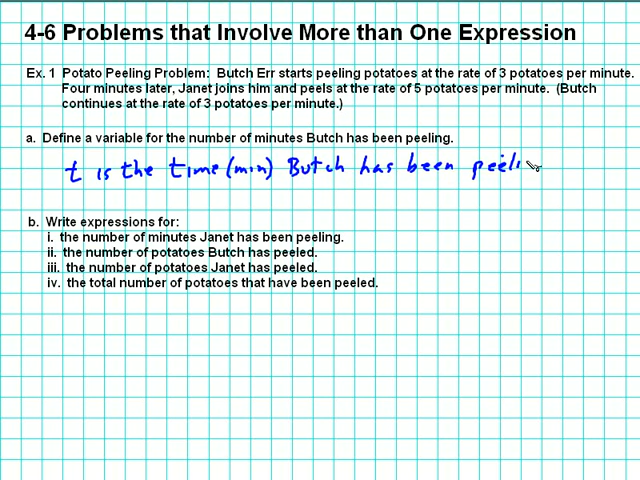 4-6 Problems that Involve More than One Expression
Ex. 1 Potato Peeling Problem: Butch Err starts peeling potatoes at the rate of 3 potatoes per minute.
Four minutes later, Janet joins him and peels at the rate of 5 potatoes per minute. (Butch
continues at the rate of 3 potatoes per minute.)
a. Define a variable for the number of minutes Butch has been peeling.
t is the time (min) Butch has been peeli
b. Write expressions for:
i. the number of minutes Janet has been peeling.
ii. the number of potatoes Butch has peeled.
iii. the number of potatoes Janet has peeled.
iv. the total number of potatoes that have been peeled.